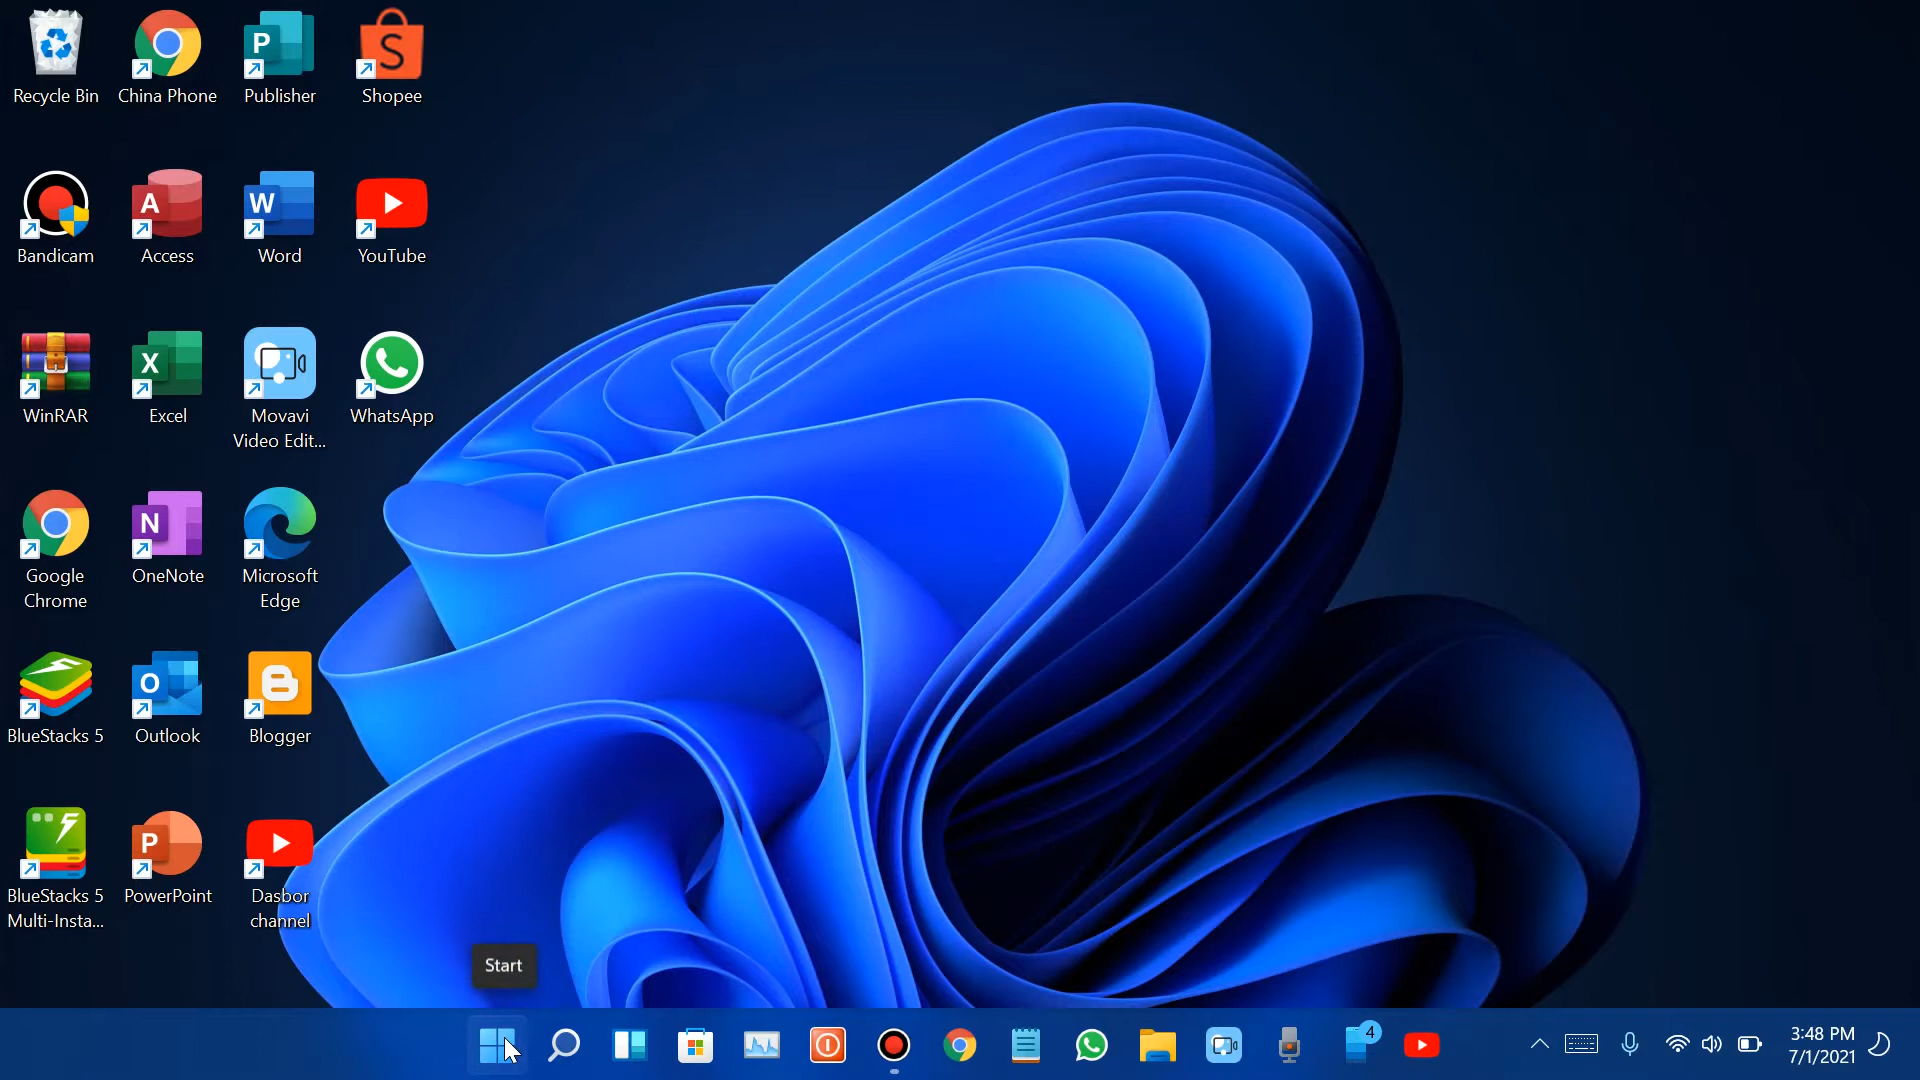 Recycle Bin
China Phone
Publisher
P
Shopee
S
Bandicam
Access
A
Word
W
YouTube
WinRAR
Excel
X
Movavi
Video Edit...
WhatsApp
Google
Chrome
OneNote
N
Microsoft
Edge
BlueStacks 5
Outlook
O
Blogger
BlueStacks 5
Multi-Insta...
PowerPoint
P
Dasbor
channel
Start
4
3:48 PM
7/1/2021